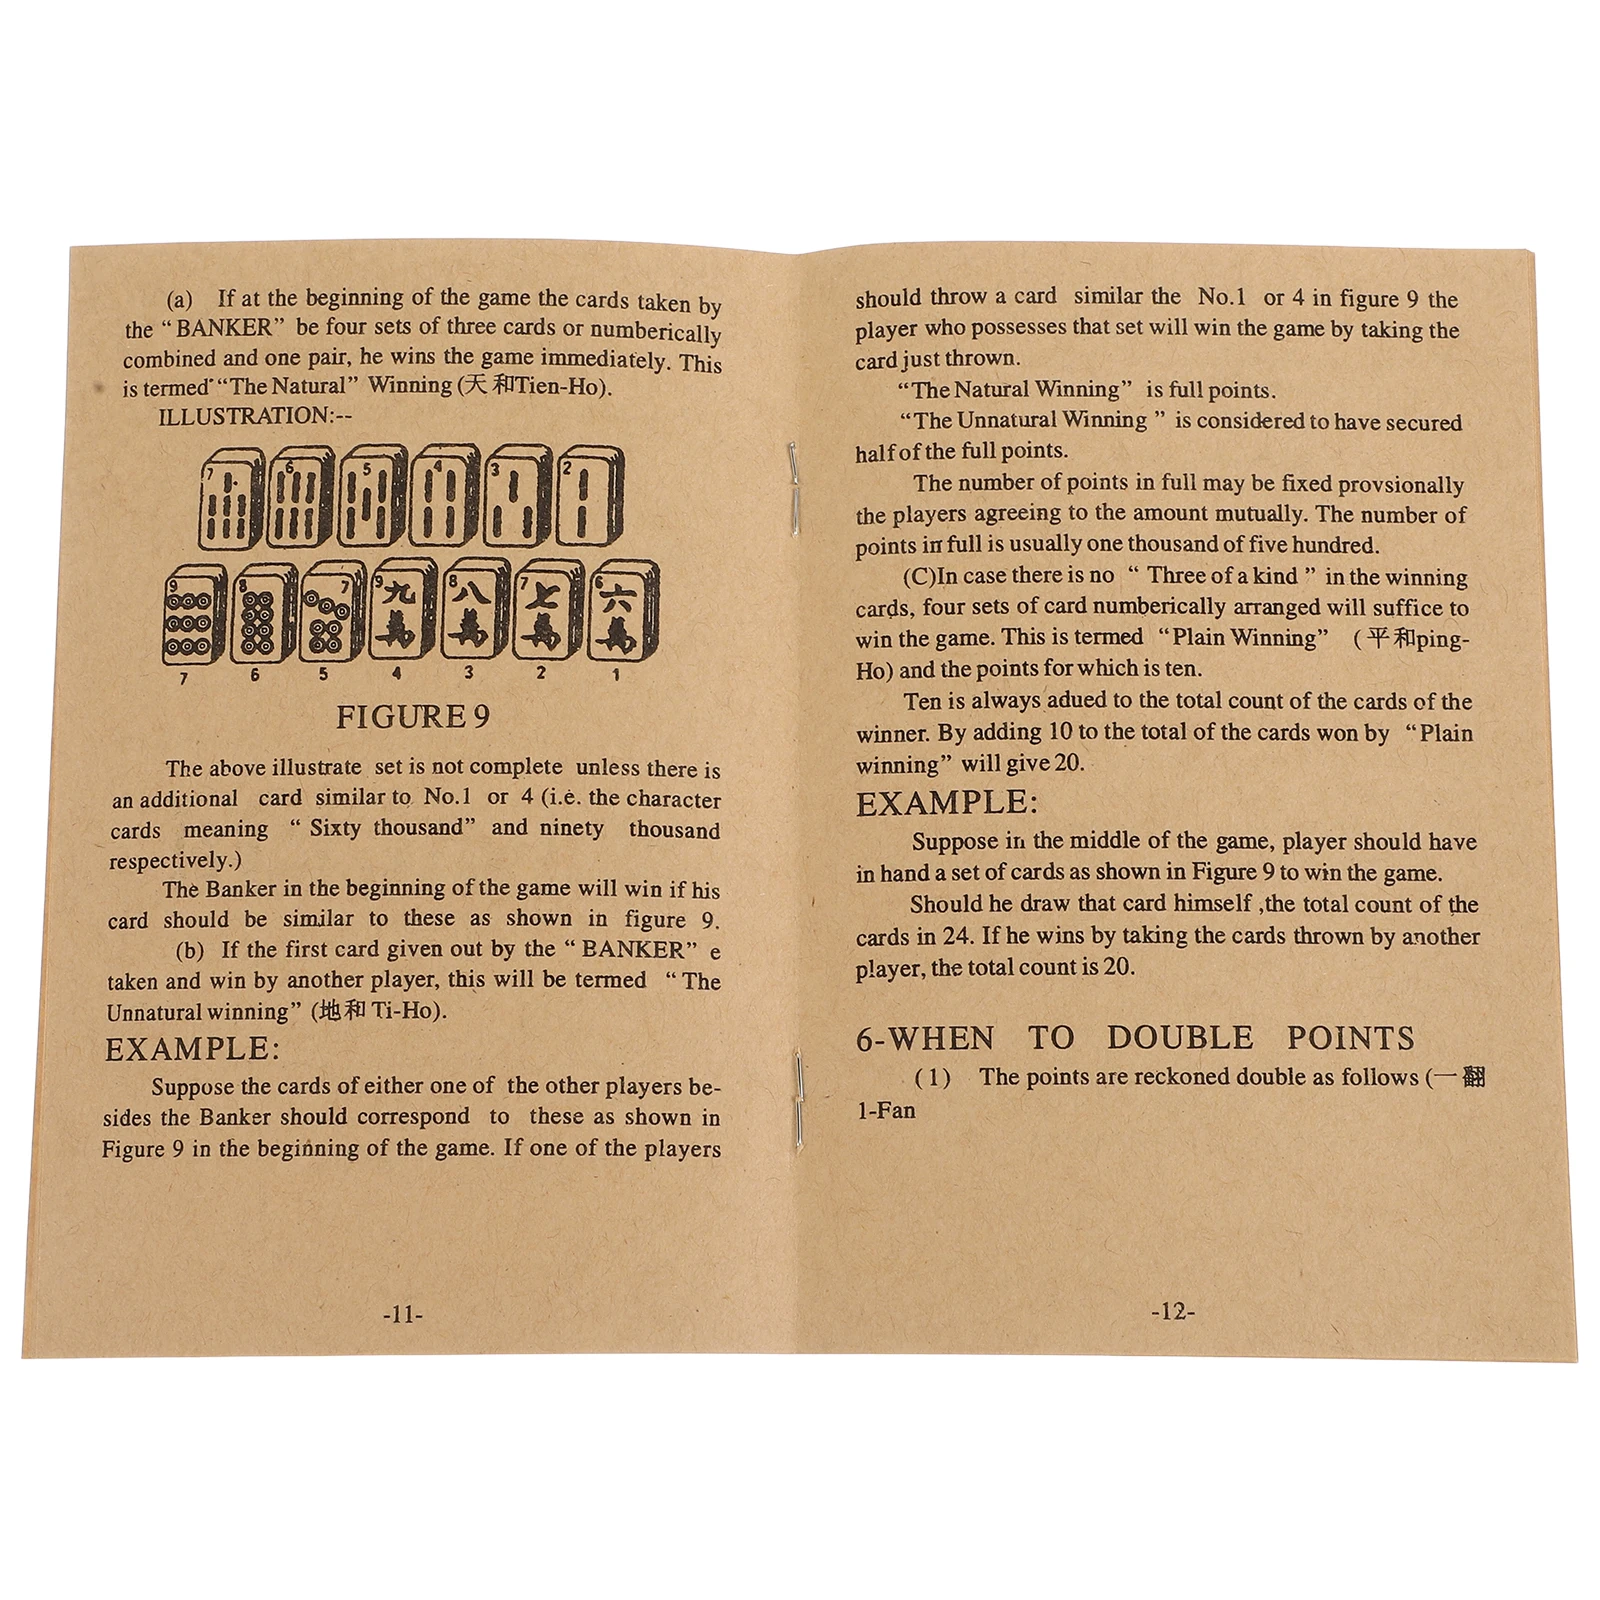 (a) If at the beginning of the game the cards taken by
the “BANKER” be four sets of three cards or numberically
combined and one pair, he wins the game immediately. This
is termed “The Natural” Winning (天和Tien-Ho).
ILLUSTRATION:--
7 6 5 4 3 2
9 8 7 9 8 7 6
九 八 七 六
萬 萬 萬 萬
7 6 5 4 3 2 1
FIGURE 9
The above illustrate set is not complete unless there is
an additional card similar to No.1 or 4 (i.e. the character
cards meaning “Sixty thousand” and ninety thousand
respectively.)
The Banker in the beginning of the game will win if his
card should be similar to these as shown in figure 9.
(b) If the first card given out by the “BANKER” e
taken and win by another player, this will be termed “The
Unnatural winning” (地和 Ti-Ho).
EXAMPLE:
Suppose the cards of either one of the other players be-
sides the Banker should correspond to these as shown in
Figure 9 in the beginning of the game. If one of the players
-11-
should throw a card similar the No.1 or 4 in figure 9 the
player who possesses that set will win the game by taking the
card just thrown.
“The Natural Winning” is full points.
“The Unnatural Winning ” is considered to have secured
half of the full points.
The number of points in full may be fixed provsionally
the players agreeing to the amount mutually. The number of
points in full is usually one thousand of five hundred.
(C)In case there is no “ Three of a kind ” in the winning
cards, four sets of card numberically arranged will suffice to
win the game. This is termed “Plain Winning” (平和ping-
Ho) and the points for which is ten.
Ten is always adued to the total count of the cards of the
winner. By adding 10 to the total of the cards won by “Plain
winning” will give 20.
EXAMPLE:
Suppose in the middle of the game, player should have
in hand a set of cards as shown in Figure 9 to win the game.
Should he draw that card himself ,the total count of the
cards in 24. If he wins by taking the cards thrown by another
player, the total count is 20.
6-WHEN TO DOUBLE POINTS
(1) The points are reckoned double as follows (一翻
1-Fan
-12-